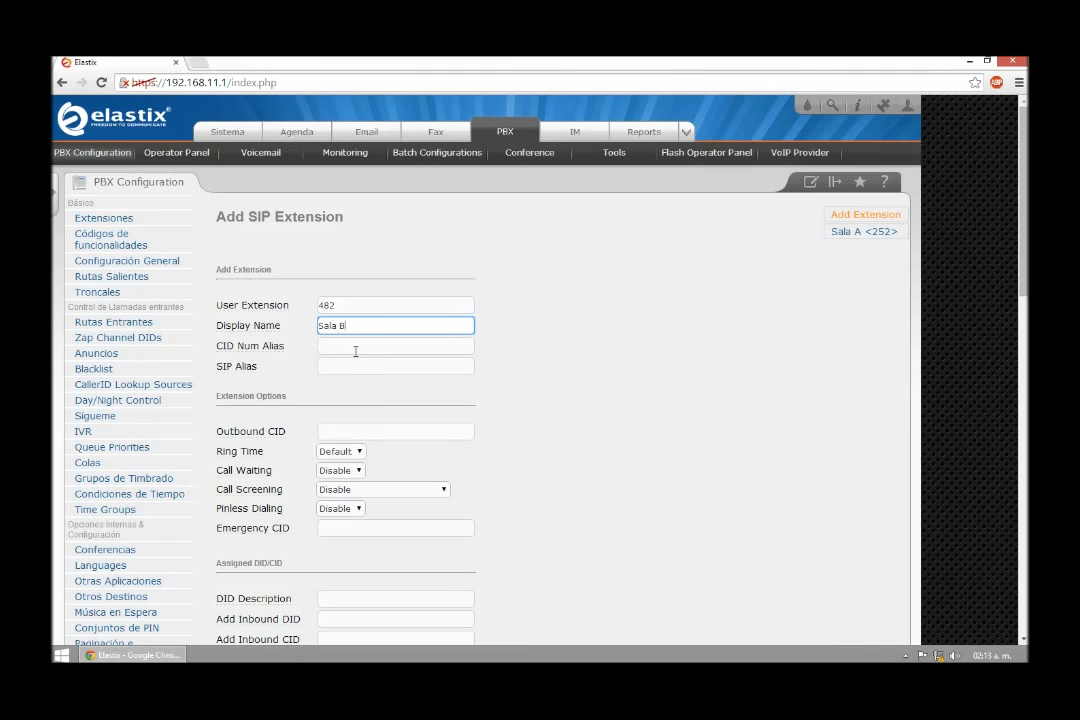 Elastix
https://192.168.11.1/index.php
ABP
elastix®
FREEDOM TO COMMUNICATE
Sistema Agenda Email Fax PBX IM Reports
PBX Configuration Operator Panel Voicemail Monitoring Batch Configurations Conference Tools Flash Operator Panel VoIP Provider
PBX Configuration
Básico
Extensiones
Códigos de
funcionalidades
Configuración General
Rutas Salientes
Troncales
Control de Llamadas entrantes
Rutas Entrantes
Zap Channel DIDs
Anuncios
Blacklist
CallerID Lookup Sources
Day/Night Control
Sígueme
IVR
Queue Priorities
Colas
Grupos de Timbrado
Condiciones de Tiempo
Time Groups
Opciones Internas &
Configuración
Conferencias
Languages
Otras Aplicaciones
Otros Destinos
Música en Espera
Conjuntos de PIN
Paginación e
Add SIP Extension
Add Extension
User Extension 482
Display Name Sala B
CID Num Alias
SIP Alias
Extension Options
Outbound CID
Ring Time Default
Call Waiting Disable
Call Screening Disable
Pinless Dialing Disable
Emergency CID
Assigned DID/CID
DID Description
Add Inbound DID
Add Inbound CID
Add Extension
Sala A <252>
Elastix - Google Chro...
02:13 a. m.